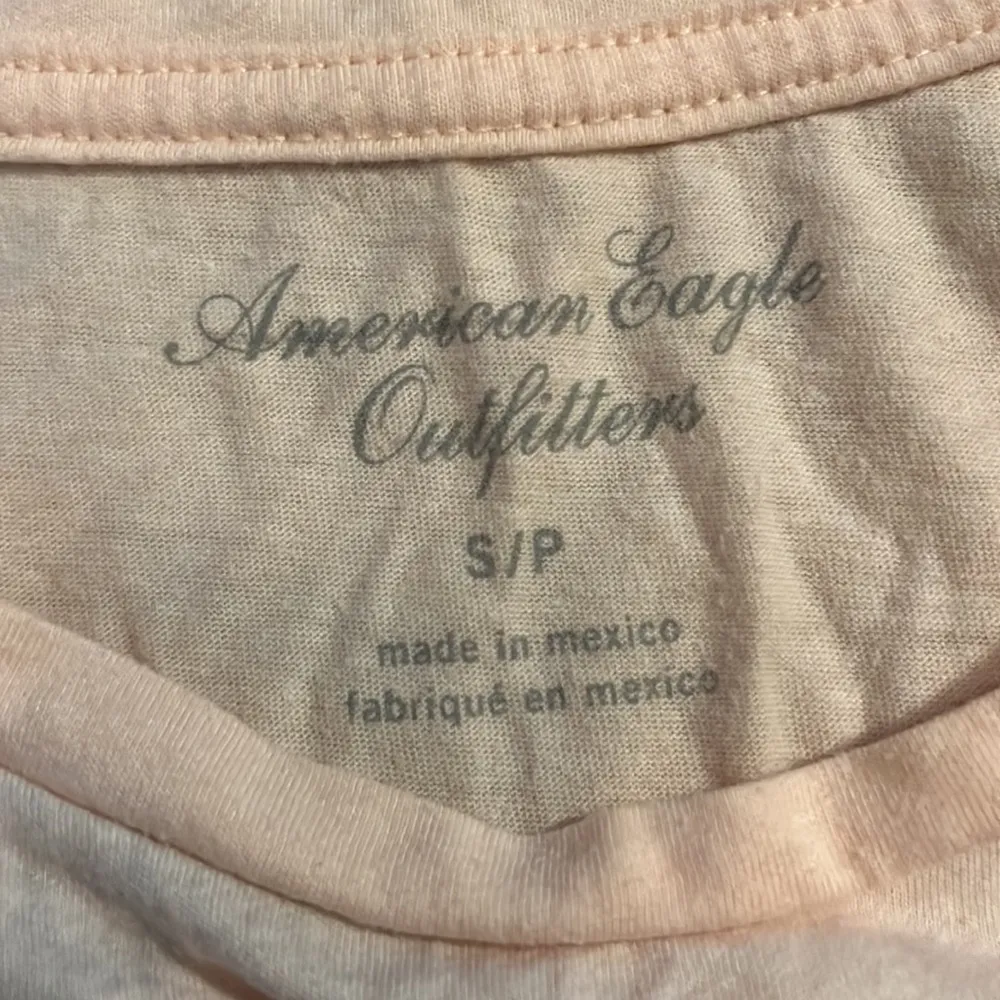 American Eagle
Outfitters
S/P
made in mexico
fabriqué en mexico